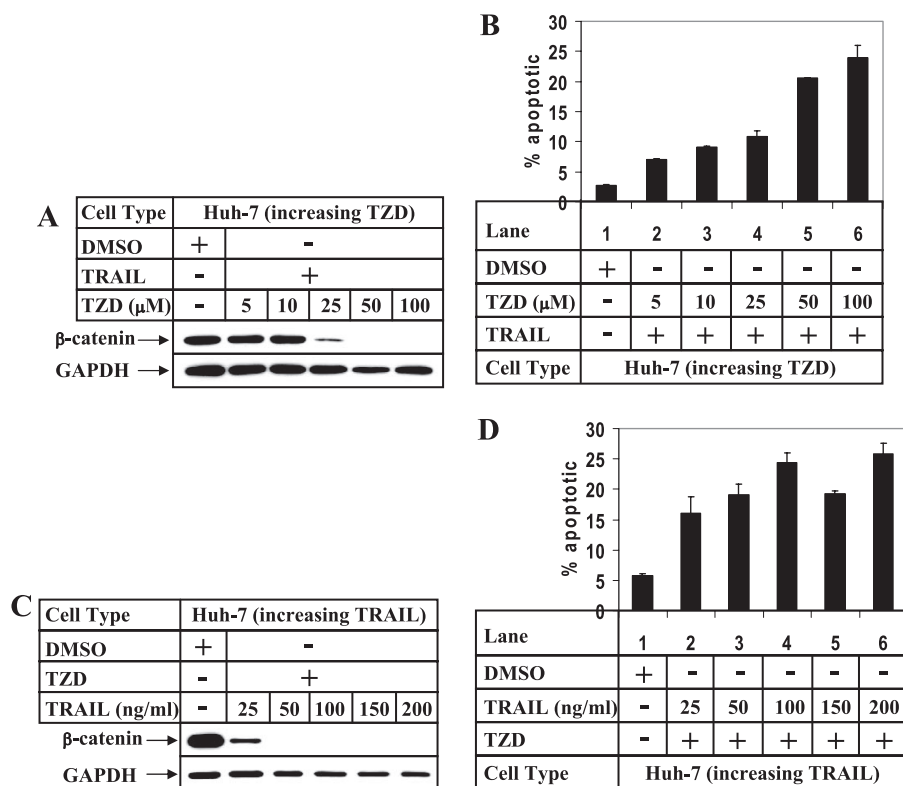 A
Cell Type Huh-7 (increasing TZD)
DMSO + -
TRAIL - +
TZD (μM) - 5 10 25 50 100
β-catenin
GAPDH
B
30
25
20
15
10
5
0
% apoptotic
Lane 1 2 3 4 5 6
DMSO + - - - - -
TZD (μM) - 5 10 25 50 100
TRAIL - + + + + +
Cell Type Huh-7 (increasing TZD)
C
Cell Type Huh-7 (increasing TRAIL)
DMSO + -
TZD - +
TRAIL (ng/ml) - 25 50 100 150 200
β-catenin
GAPDH
D
30
25
20
15
10
5
0
% apoptotic
Lane 1 2 3 4 5 6
DMSO + - - - - -
TRAIL (ng/ml) - 25 50 100 150 200
TZD - + + + + +
Cell Type Huh-7 (increasing TRAIL)